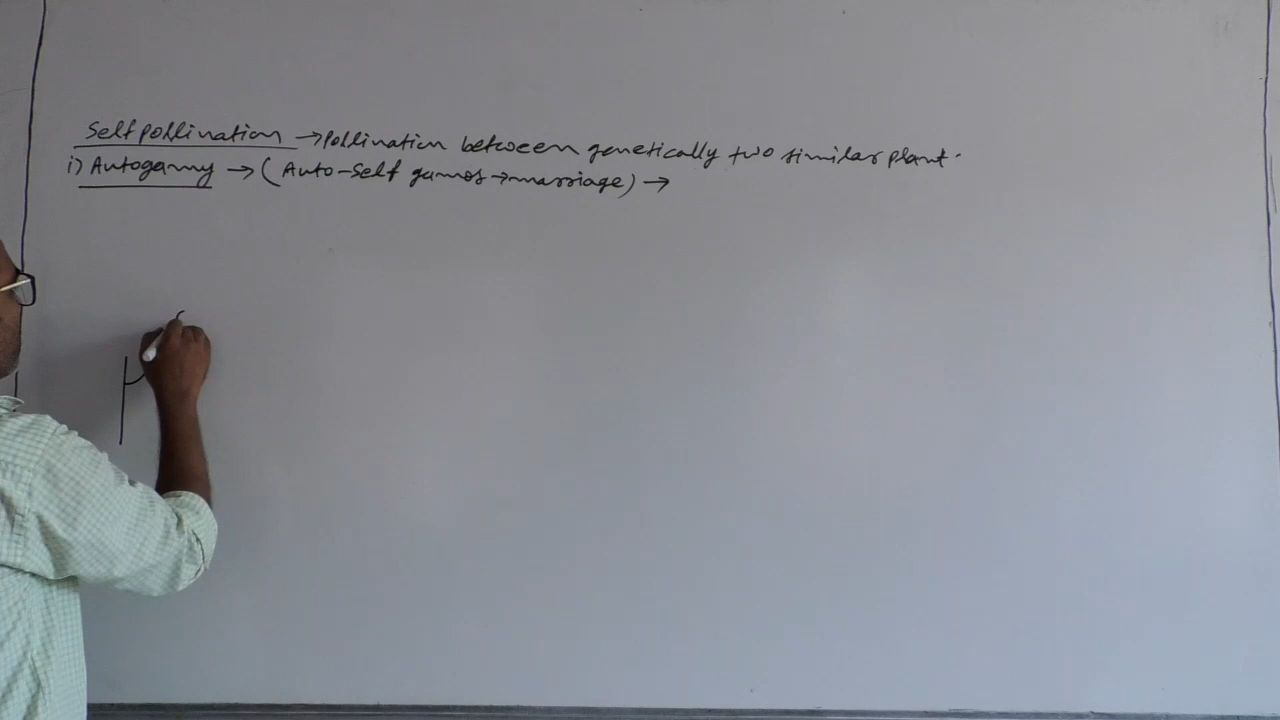 Self pollination → Pollination between genetically two similar plant.
i) Autogamy → (Auto-Self gamos → marriage) →